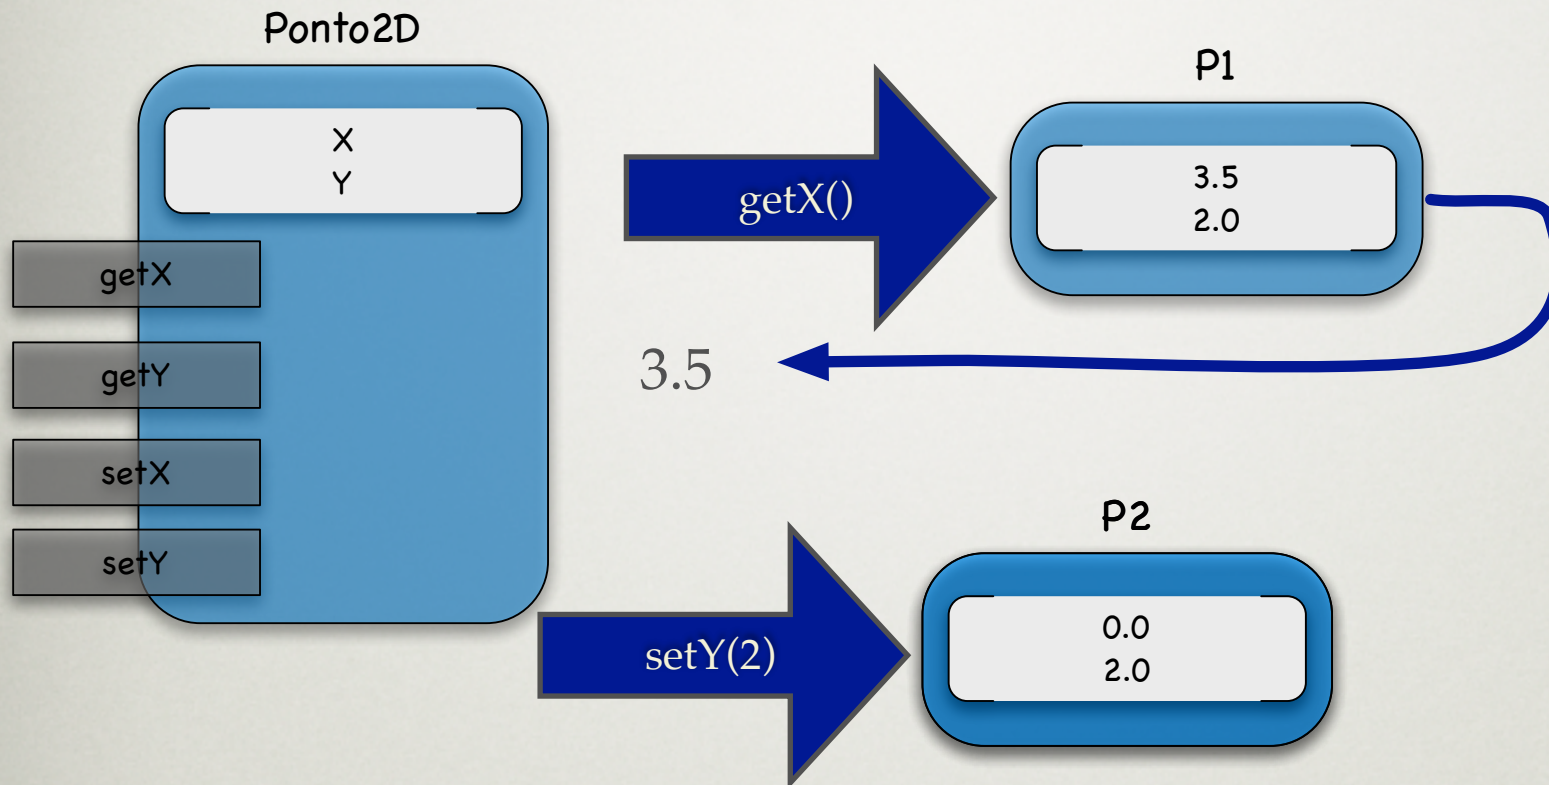 Ponto2D
X
Y
getX
getY
setX
setY
getX()
P1
3.5
2.0
3.5
setY(2)
P2
0.0
2.0